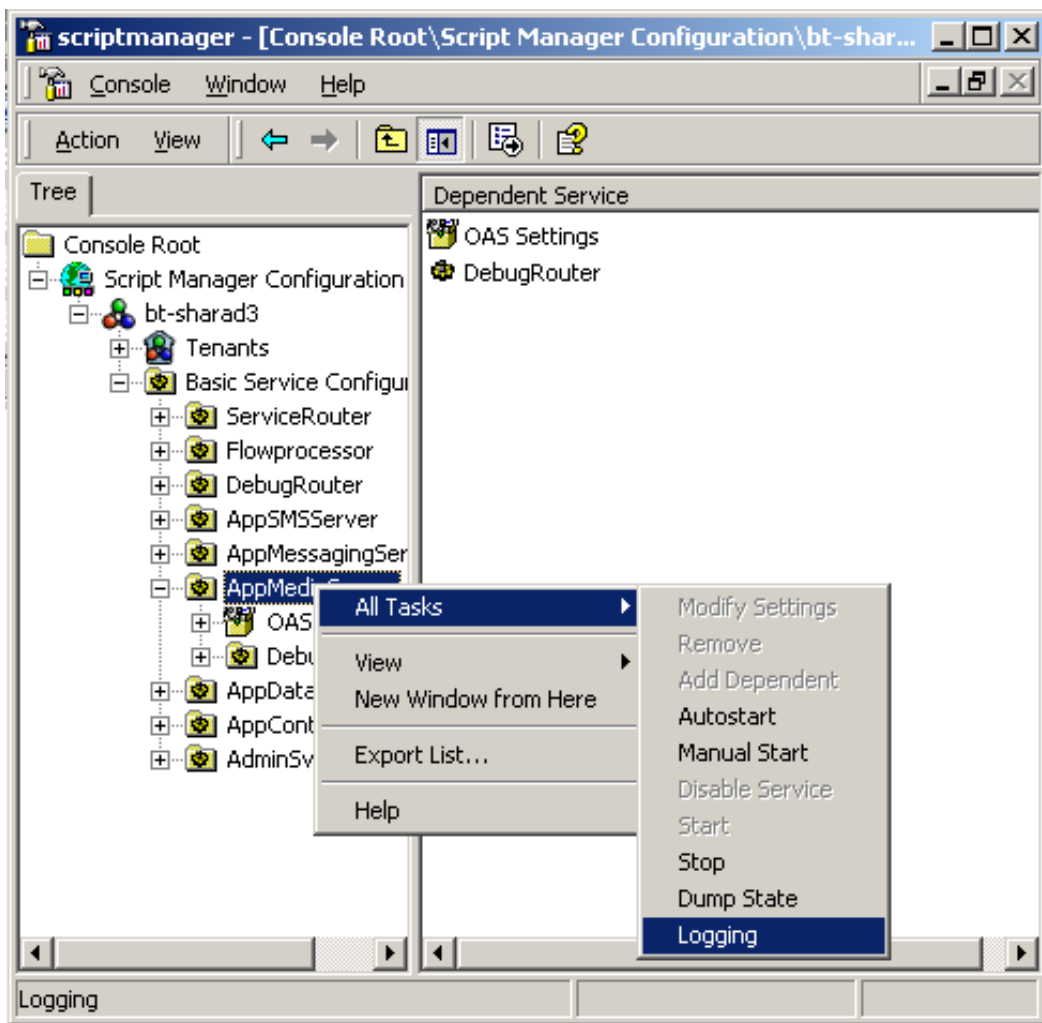 scriptmanager - [Console Root\Script Manager Configuration\bt-shar...
Console Window Help
Action View
Tree
Dependent Service
Console Root
Script Manager Configuration
bt-sharad3
Tenants
Basic Service Configu
ServiceRouter
Flowprocessor
DebugRouter
AppSMSServer
AppMessagingSer
AppMedi
OAS
Debu
AppData
AppCont
AdminSv
OAS Settings
DebugRouter
All Tasks
View
New Window from Here
Export List...
Help
Modify Settings
Remove
Add Dependent
Autostart
Manual Start
Disable Service
Start
Stop
Dump State
Logging
Logging